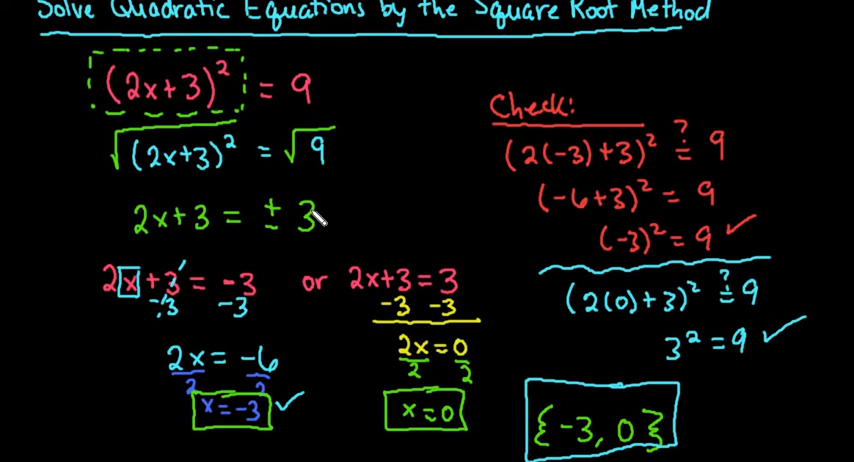 Solve Quadratic Equations by the Square Root Method
(2x+3)² = 9
√(2x+3)² = √9
2x+3 = ± 3
2x+3 = -3 or 2x+3 = 3
-3 -3
-3 -3
2x = -6
2 2
x = -3 ✓
2x = 0
2 2
x = 0
Check:
(2(-3)+3)² ≟ 9
(-6+3)² = 9
(-3)² = 9 ✓
(2(0)+3)² ≟ 9
3² = 9 ✓
{-3, 0}